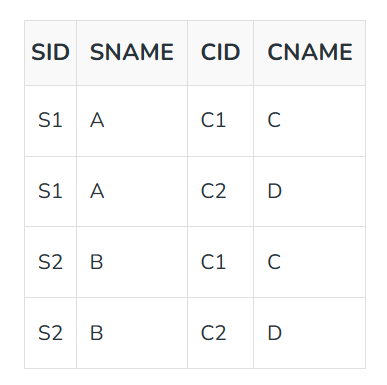 SID SNAME CID CNAME
S1 A C1 C
S1 A C2 D
S2 B C1 C
S2 B C2 D